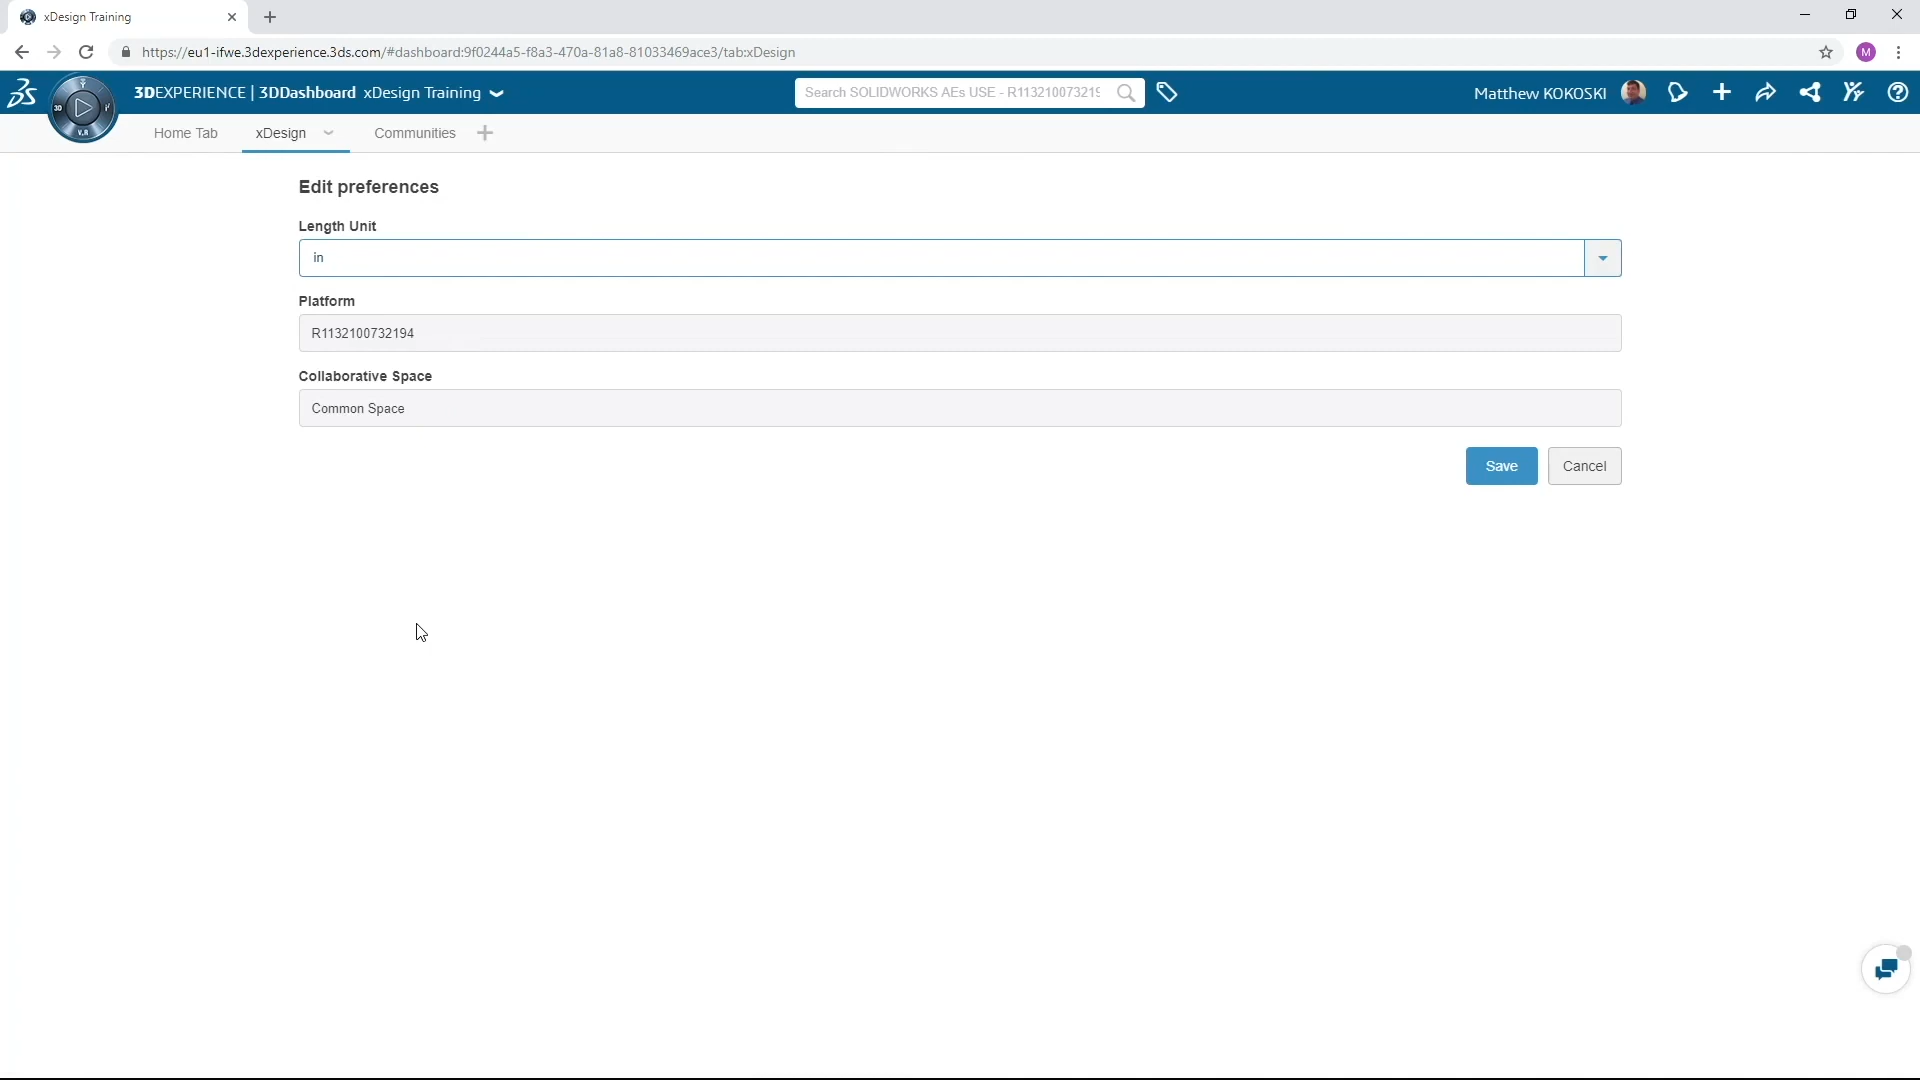 xDesign Training
https://eu1-ifwe.3dexperience.3ds.com/#dashboard:9f0244a5-f8a3-470a-81a8-81033469ace3/tab:xDesign
M
3DEXPERIENCE | 3DDashboard xDesign Training
Search SOLIDWORKS AEs USE - R11321007321
Matthew KOKOSKI
3D
V.R
Home Tab
xDesign
Communities
Edit preferences
Length Unit
in
Platform
R1132100732194
Collaborative Space
Common Space
Save
Cancel